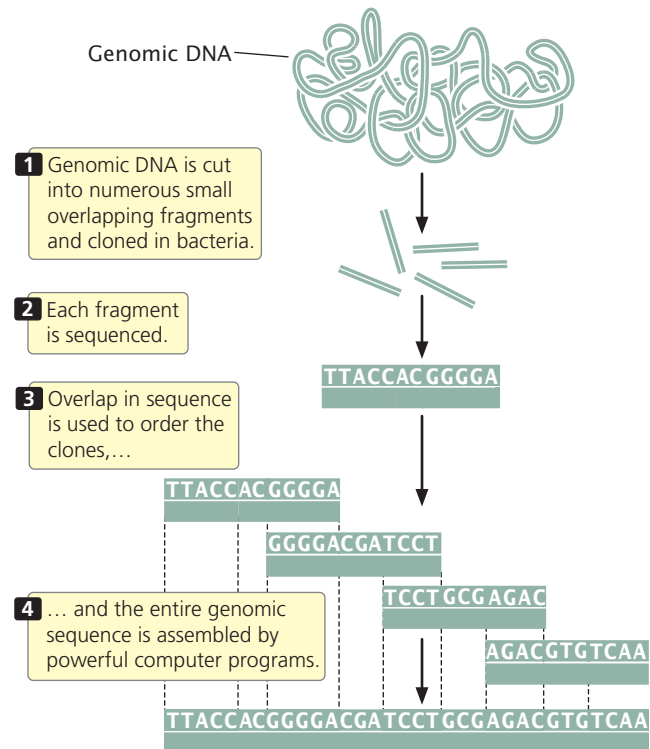 Genomic DNA
1 Genomic DNA is cut
into numerous small
overlapping fragments
and cloned in bacteria.
2 Each fragment
is sequenced.
TTACCACGGGGA
3 Overlap in sequence
is used to order the
clones,…
TTACCACGGGGA
GGGGACGATCCT
TCCTGCGAGAC
AGACGTGTCAA
4 … and the entire genomic
sequence is assembled by
powerful computer programs.
TTACCACGGGGACGATCCTGCGAGACGTGTCAA